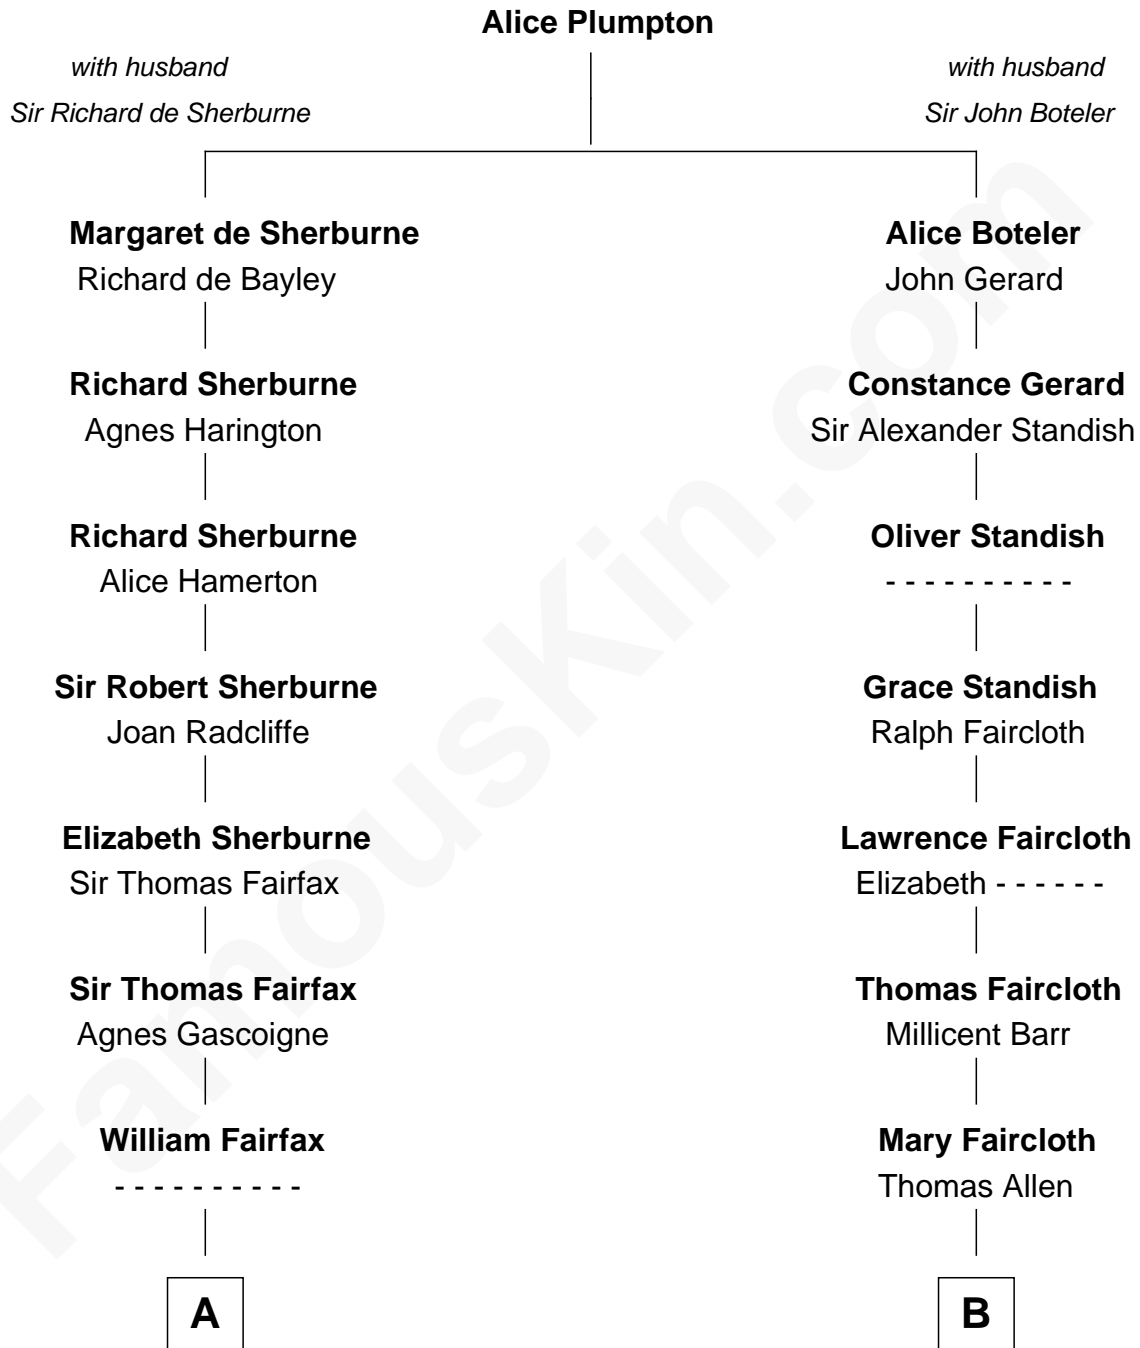 Alice Plumpton
with husband
Sir Richard de Sherburne
with husband
Sir John Boteler
Margaret de Sherburne
Richard de Bayley
Alice Boteler
John Gerard
Richard Sherburne
Agnes Harington
Constance Gerard
Sir Alexander Standish
Richard Sherburne
Alice Hamerton
Oliver Standish
- - - - - - - - - -
Sir Robert Sherburne
Joan Radcliffe
Grace Standish
Ralph Faircloth
Elizabeth Sherburne
Sir Thomas Fairfax
Lawrence Faircloth
Elizabeth - - - - - -
Sir Thomas Fairfax
Agnes Gascoigne
Thomas Faircloth
Millicent Barr
William Fairfax
- - - - - - - - - -
Mary Faircloth
Thomas Allen
A
B
FamousKin.com